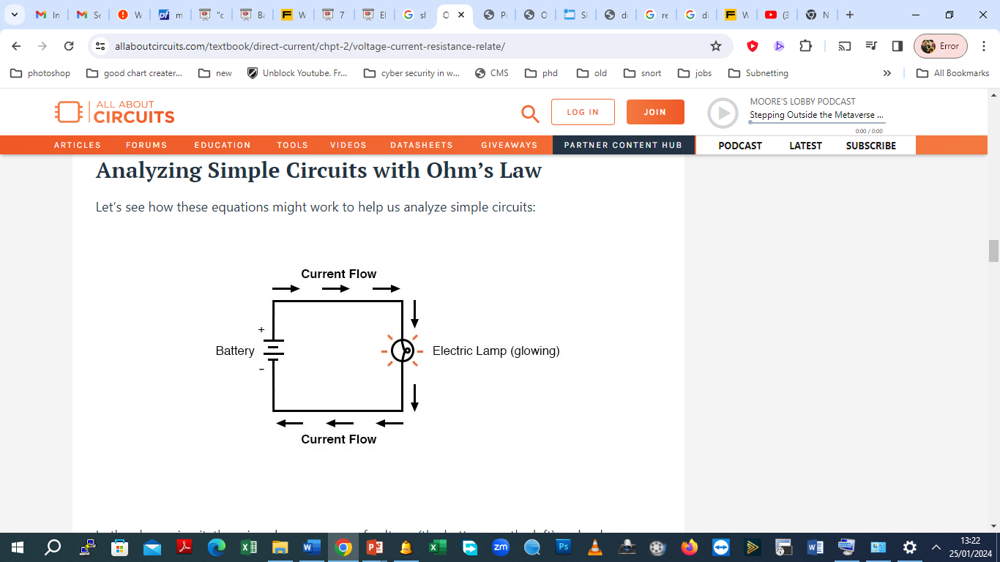 In
Se
W
m
"c
Ba
W
7
El
sl
O
Pe
O
Sl
d
re
di
W
(3
N
allaboutcircuits.com/textbook/direct-current/chpt-2/voltage-current-resistance-relate/
Error
photoshop
good chart creater...
new
Unblock Youtube. Fr...
cyber security in w...
CMS
phd
old
snort
jobs
Subnetting
»
All Bookmarks
ALL ABOUT
CIRCUITS
LOG IN
JOIN
MOORE'S LOBBY PODCAST
Stepping Outside the Metaverse ...
0:00 / 0:00
ARTICLES
FORUMS
EDUCATION
TOOLS
VIDEOS
DATASHEETS
GIVEAWAYS
PARTNER CONTENT HUB
PODCAST
LATEST
SUBSCRIBE
Analyzing Simple Circuits with Ohm's Law
Let's see how these equations might work to help us analyze simple circuits:
Current Flow
+
Battery
-
Electric Lamp (glowing)
Current Flow
13:22
25/01/2024